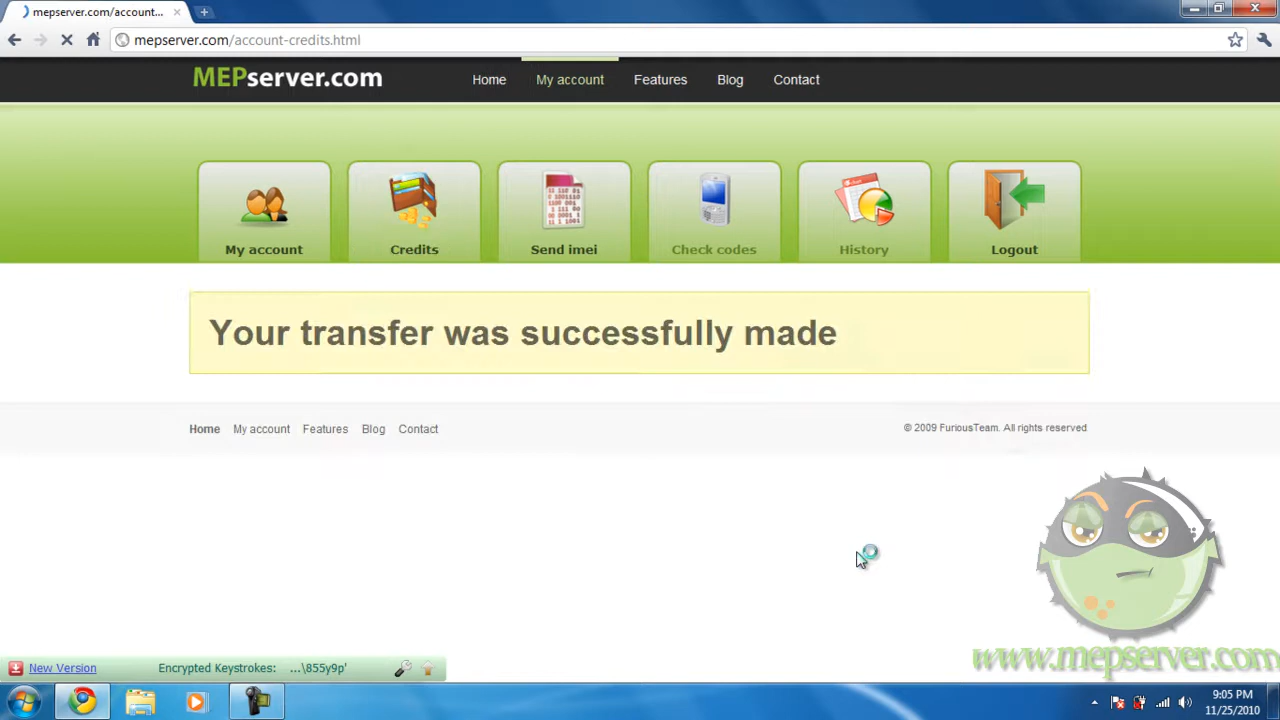 mepserver.com/account...
mepserver.com/account-credits.html
MEPserver.com
Home
My account
Features
Blog
Contact
My account
Credits
Send imei
Check codes
History
Logout
Your transfer was successfully made
Home
My account
Features
Blog
Contact
© 2009 FuriousTeam. All rights reserved
www.mepserver.com
New Version
Encrypted Keystrokes:
...\855y9p'
9:05 PM
11/25/2010